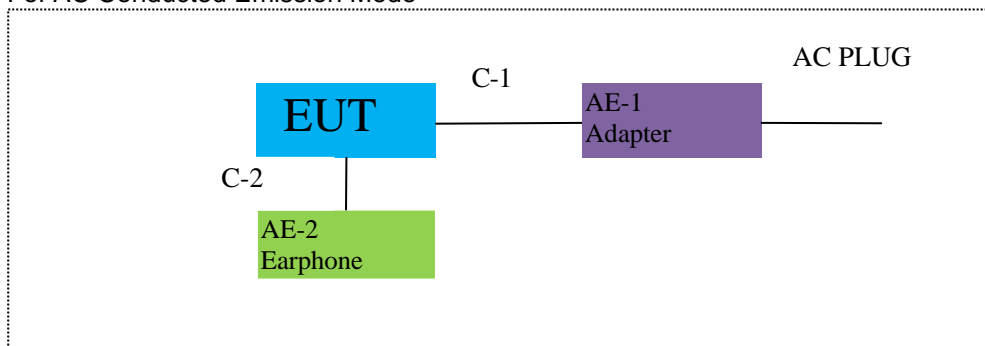 For AC Conducted Emission Mode
AC PLUG
C-1
EUT
AE-1
Adapter
C-2
AE-2
Earphone